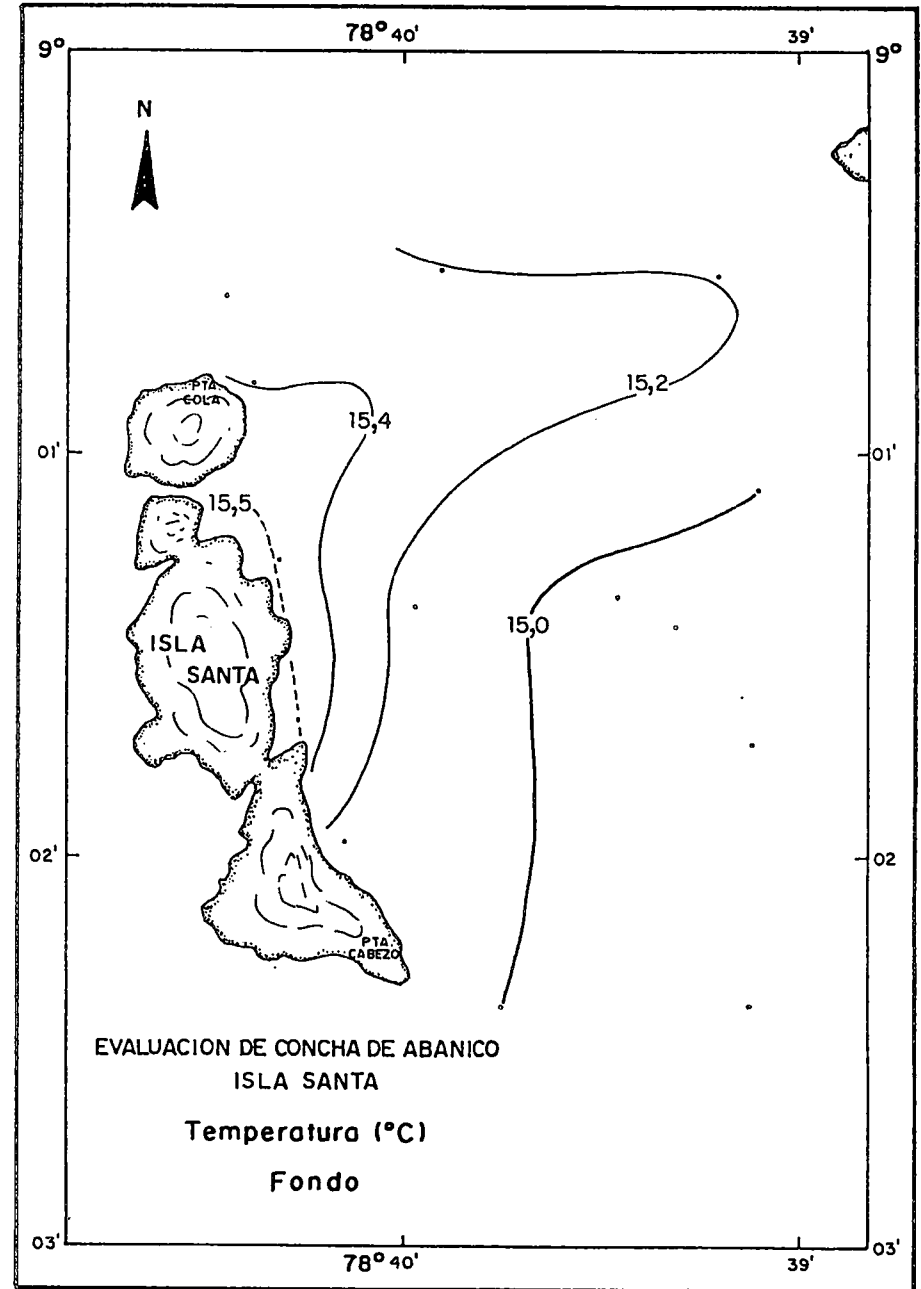 78° 40'
39'
9°
9°
N
15,2
PTA
COLA
15,4
01'
01'
15,5
ISLA
SANTA
15,0
02'
02
PTA.
CABEZO
EVALUACION DE CONCHA DE ABANICO
ISLA SANTA
Temperatura (°C)
Fondo
03'
03'
78° 40'
39'